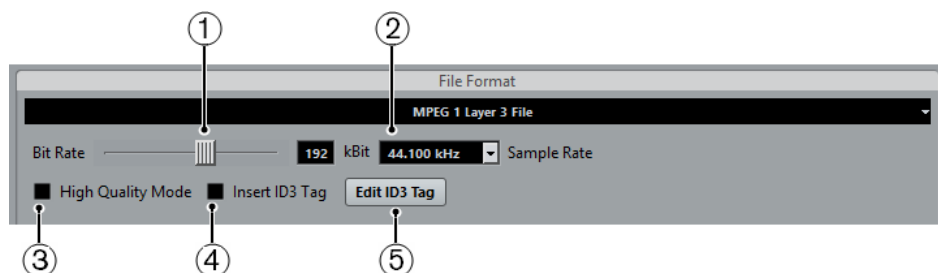 ① ②
File Format
MPEG 1 Layer 3 File
Bit Rate 192 kBit 44.100 kHz Sample Rate
High Quality Mode Insert ID3 Tag Edit ID3 Tag
③ ④ ⑤